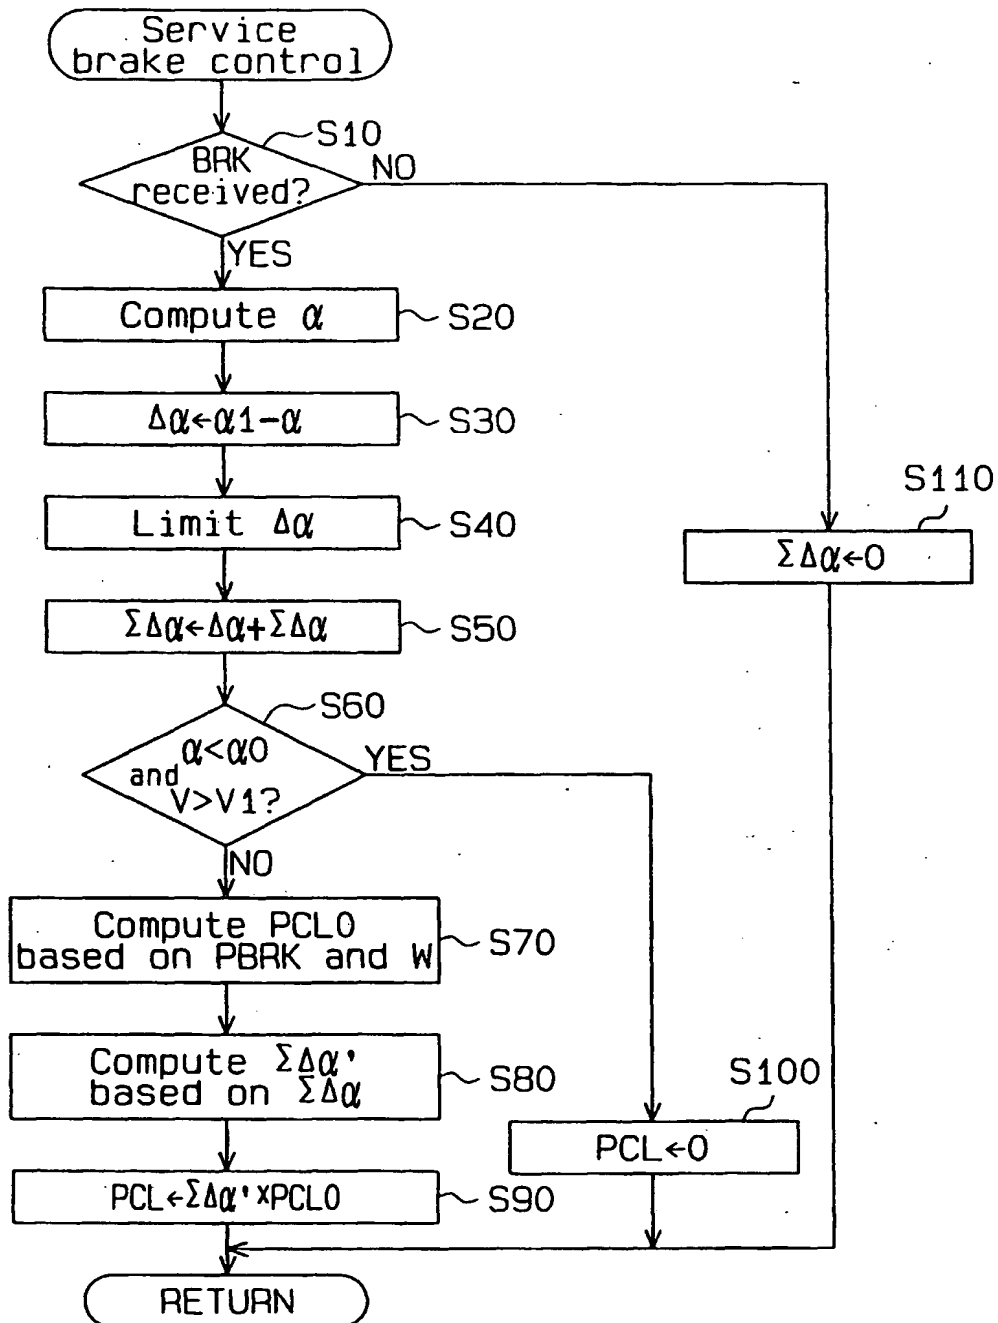 Service
brake control
S10
BRK
received?
NO
YES
Compute α
S20
Δα←α1-α
S30
Limit Δα
S40
S110
ΣΔα←0
ΣΔα←Δα+ΣΔα
S50
S60
α<α0
and
V>V1?
YES
NO
Compute PCL0
based on PBRK and W
S70
Compute ΣΔα'
based on ΣΔα
S80
S100
PCL←0
PCL←ΣΔα'×PCL0
S90
RETURN